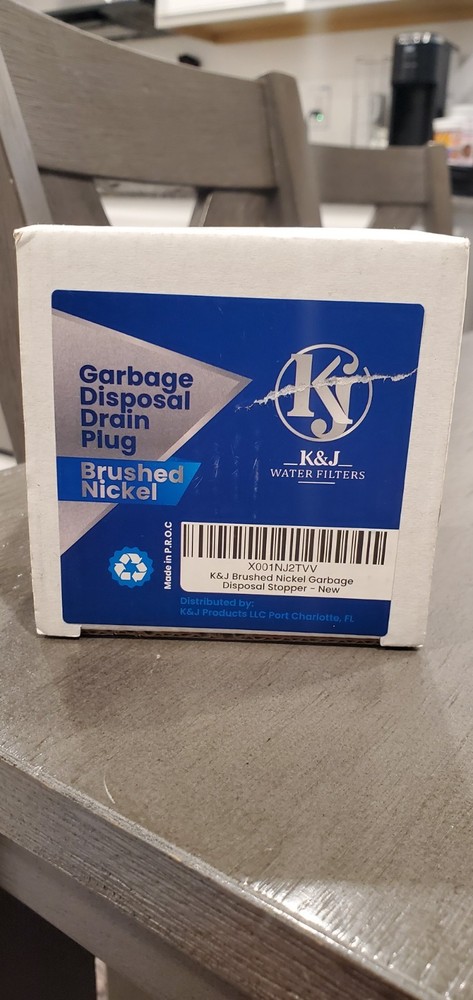 Garbage
Disposal
Drain
Plug
Brushed
Nickel
KJ
K&J
WATER FILTERS
Made in P.R.O.C
X001NJ2TVV
K&J Brushed Nickel Garbage
Disposal Stopper - New
Distributed by:
K&J Products LLC Port Charlotte, FL